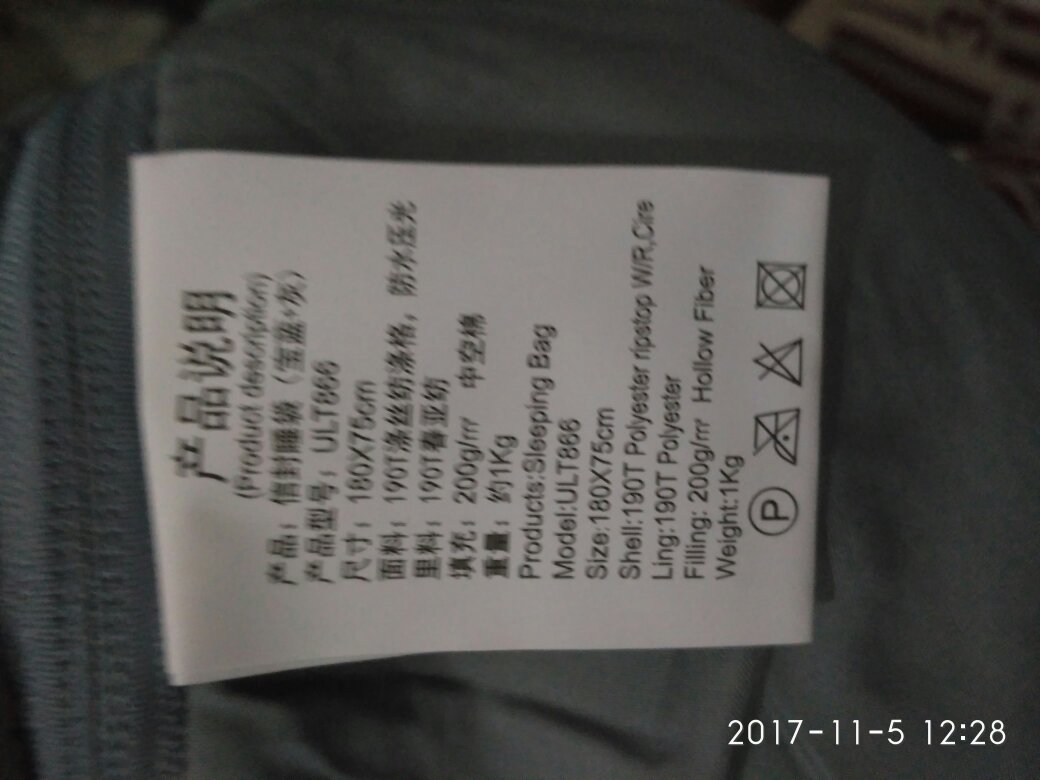 产品说明
(Product description)
产品：信封睡袋（宝蓝+灰）
产品型号：ULT866
尺寸：180X75cm
面料：190T涤丝纺涤格，防水压光
里料：190T春亚纺
填充：200g/m² 中空棉
重量：约1Kg
Products:Sleeping Bag
Model:ULT866
Size:180X75cm
Shell:190T Polyester ripstop W/R,Cire
Ling:190T Polyester
Filling: 200g/m² Hollow Fiber
Weight:1Kg
P
2017-11-5 12:28